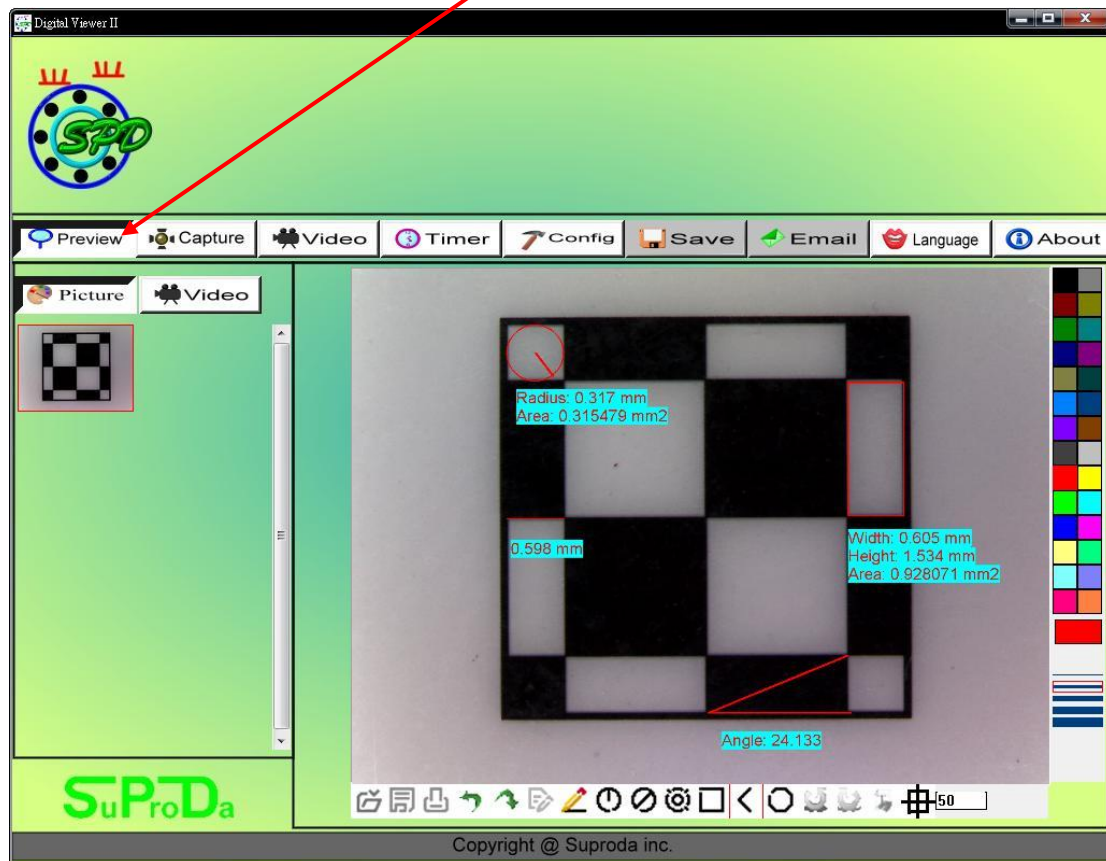 Digital Viewer II
SPD
Preview
Capture
Video
Timer
Config
Save
Email
Language
About
Picture
Video
Radius: 0.317 mm
Area: 0.315479 mm2
0.598 mm
Width: 0.605 mm
Height: 1.534 mm
Area: 0.928071 mm2
Angle: 24.133
SuProDa
50
Copyright @ Suproda inc.